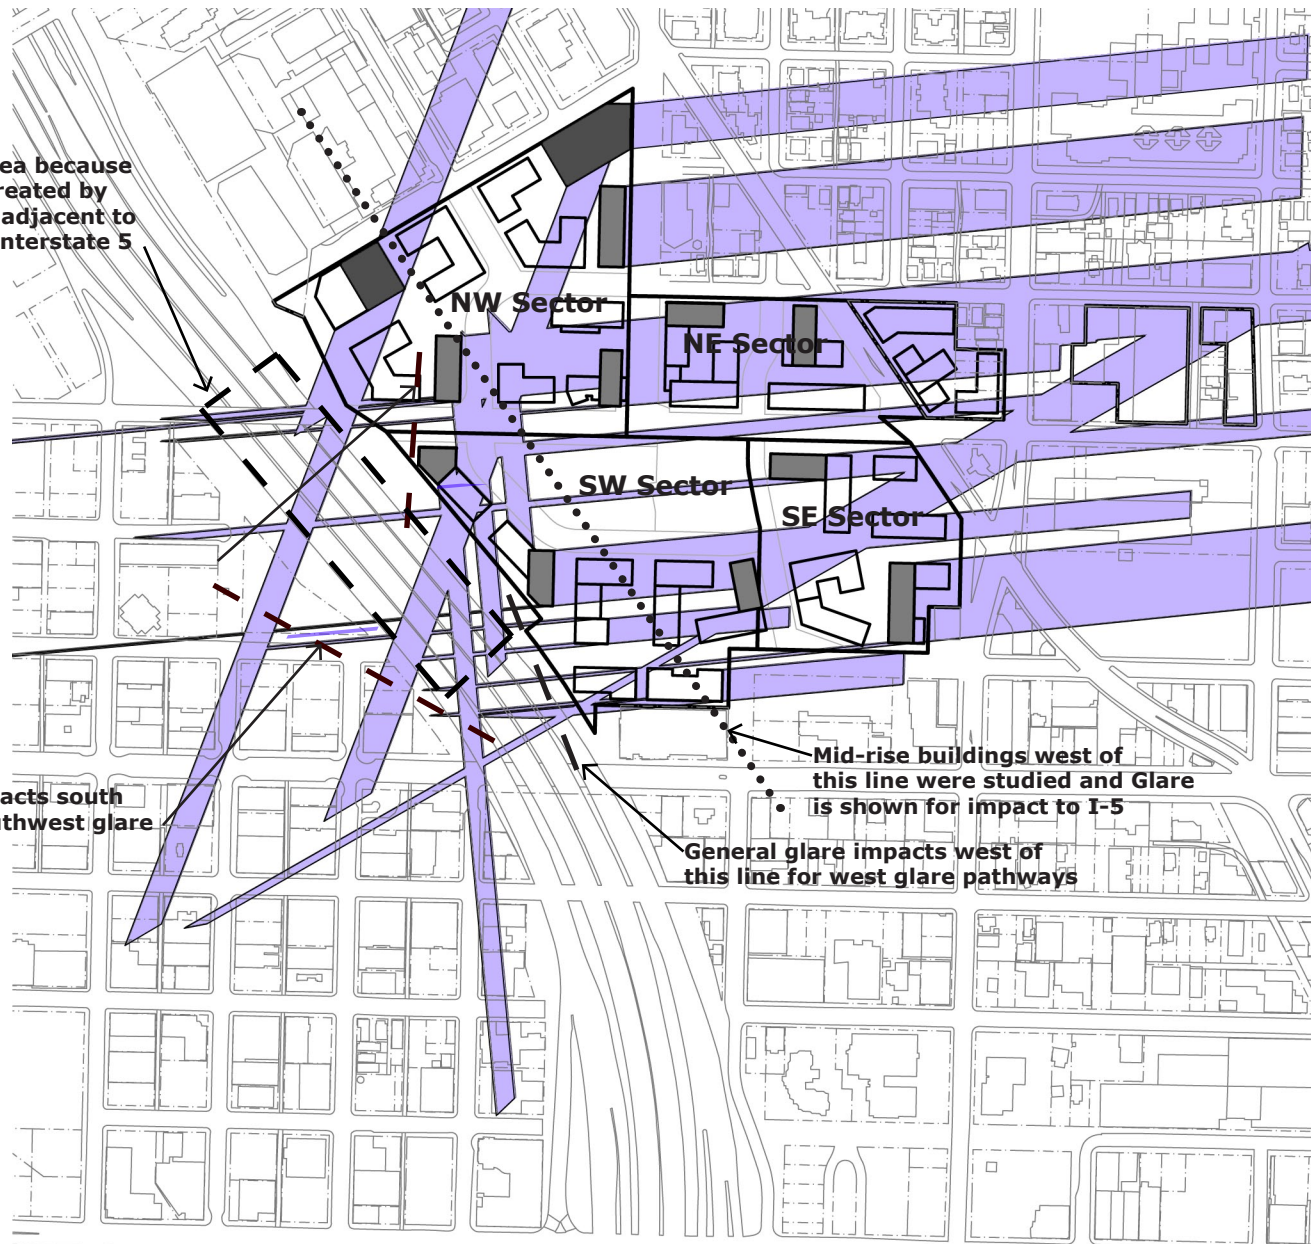 ea because
reated by
adjacent to
nterstate 5
NW Sector
NE Sector
SW Sector
SE Sector
Mid-rise buildings west of
this line were studied and Glare
is shown for impact to I-5
acts south
thwest glare
General glare impacts west of
this line for west glare pathways